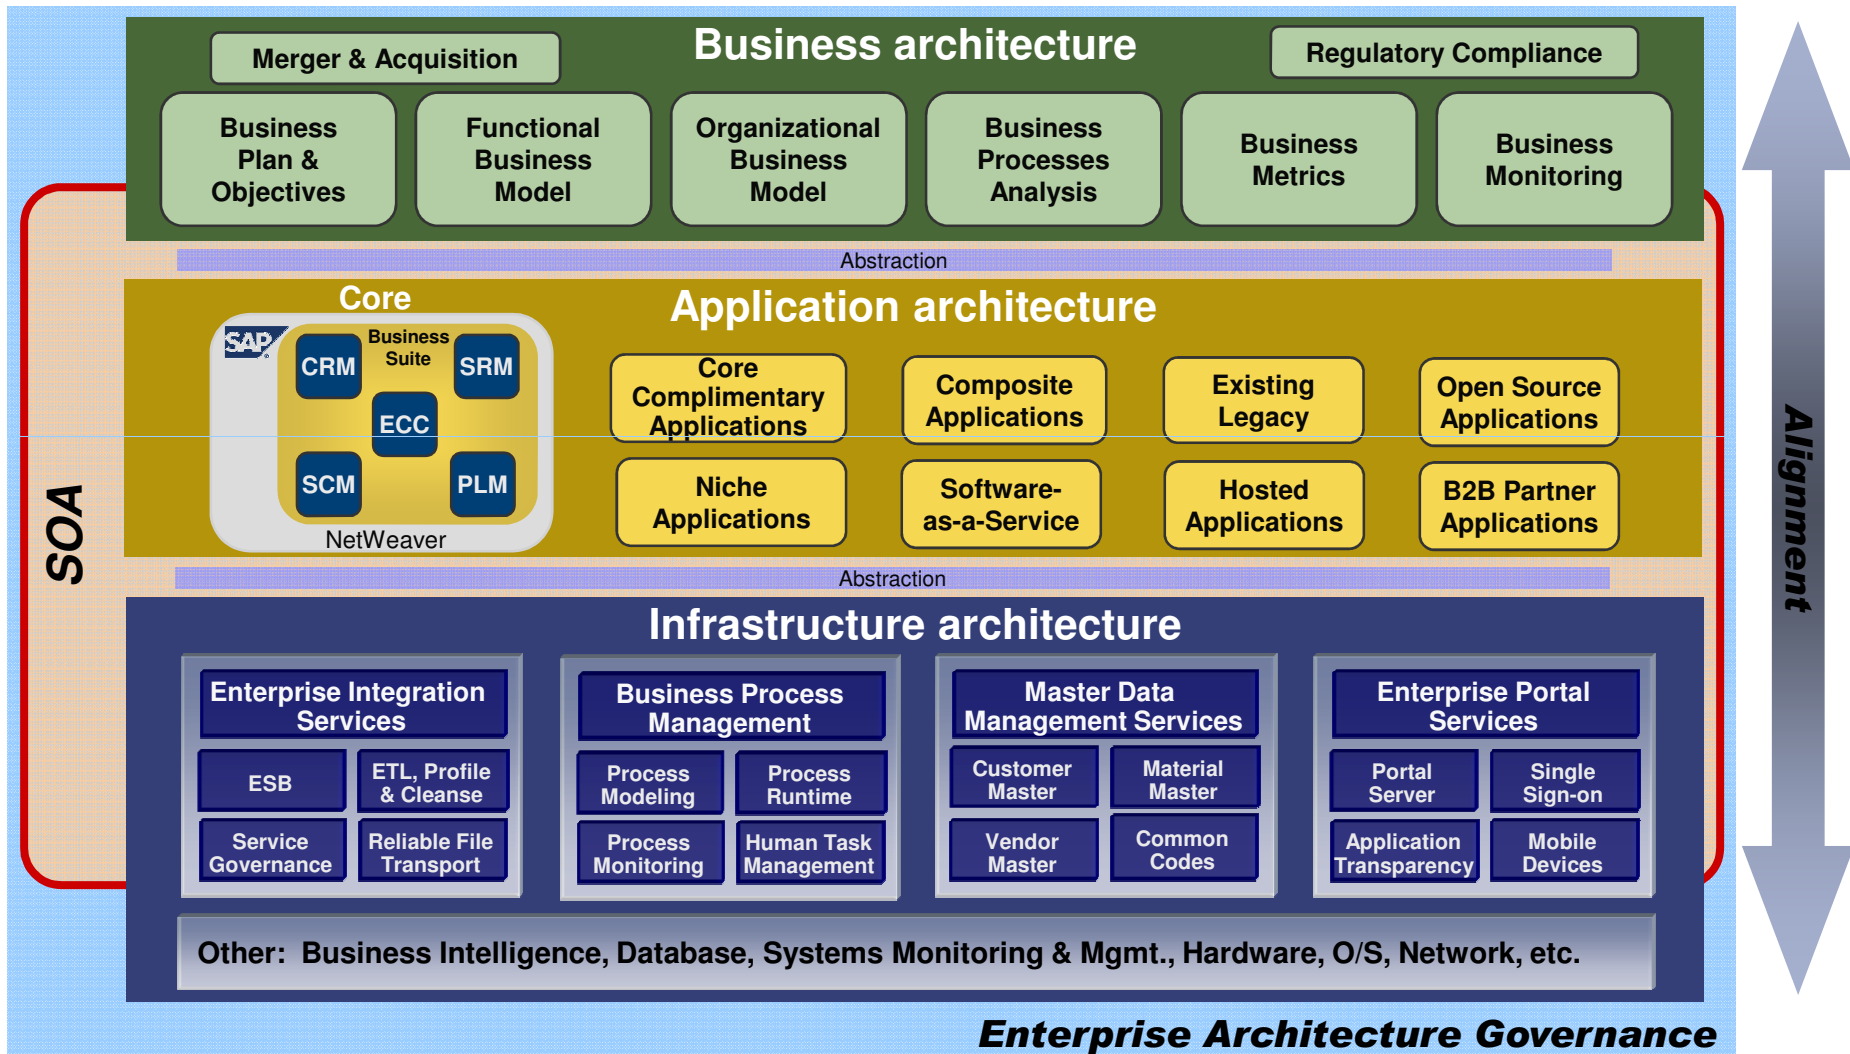 Business architecture
Merger & Acquisition
Regulatory Compliance
Business
Plan &
Objectives
Functional
Business
Model
Organizational
Business
Model
Business
Processes
Analysis
Business
Metrics
Business
Monitoring
Abstraction
Core
Application architecture
SAP
Business
Suite
CRM
SRM
ECC
SCM
PLM
NetWeaver
Core
Complimentary
Applications
Composite
Applications
Existing
Legacy
Open Source
Applications
Niche
Applications
Software-
as-a-Service
Hosted
Applications
B2B Partner
Applications
SOA
Alignment
Abstraction
Infrastructure architecture
Enterprise Integration
Services
ESB
ETL, Profile
& Cleanse
Service
Governance
Reliable File
Transport
Business Process
Management
Process
Modeling
Process
Runtime
Process
Monitoring
Human Task
Management
Master Data
Management Services
Customer
Master
Material
Master
Vendor
Master
Common
Codes
Enterprise Portal
Services
Portal
Server
Single
Sign-on
Application
Transparency
Mobile
Devices
Other: Business Intelligence, Database, Systems Monitoring & Mgmt., Hardware, O/S, Network, etc.
Enterprise Architecture Governance